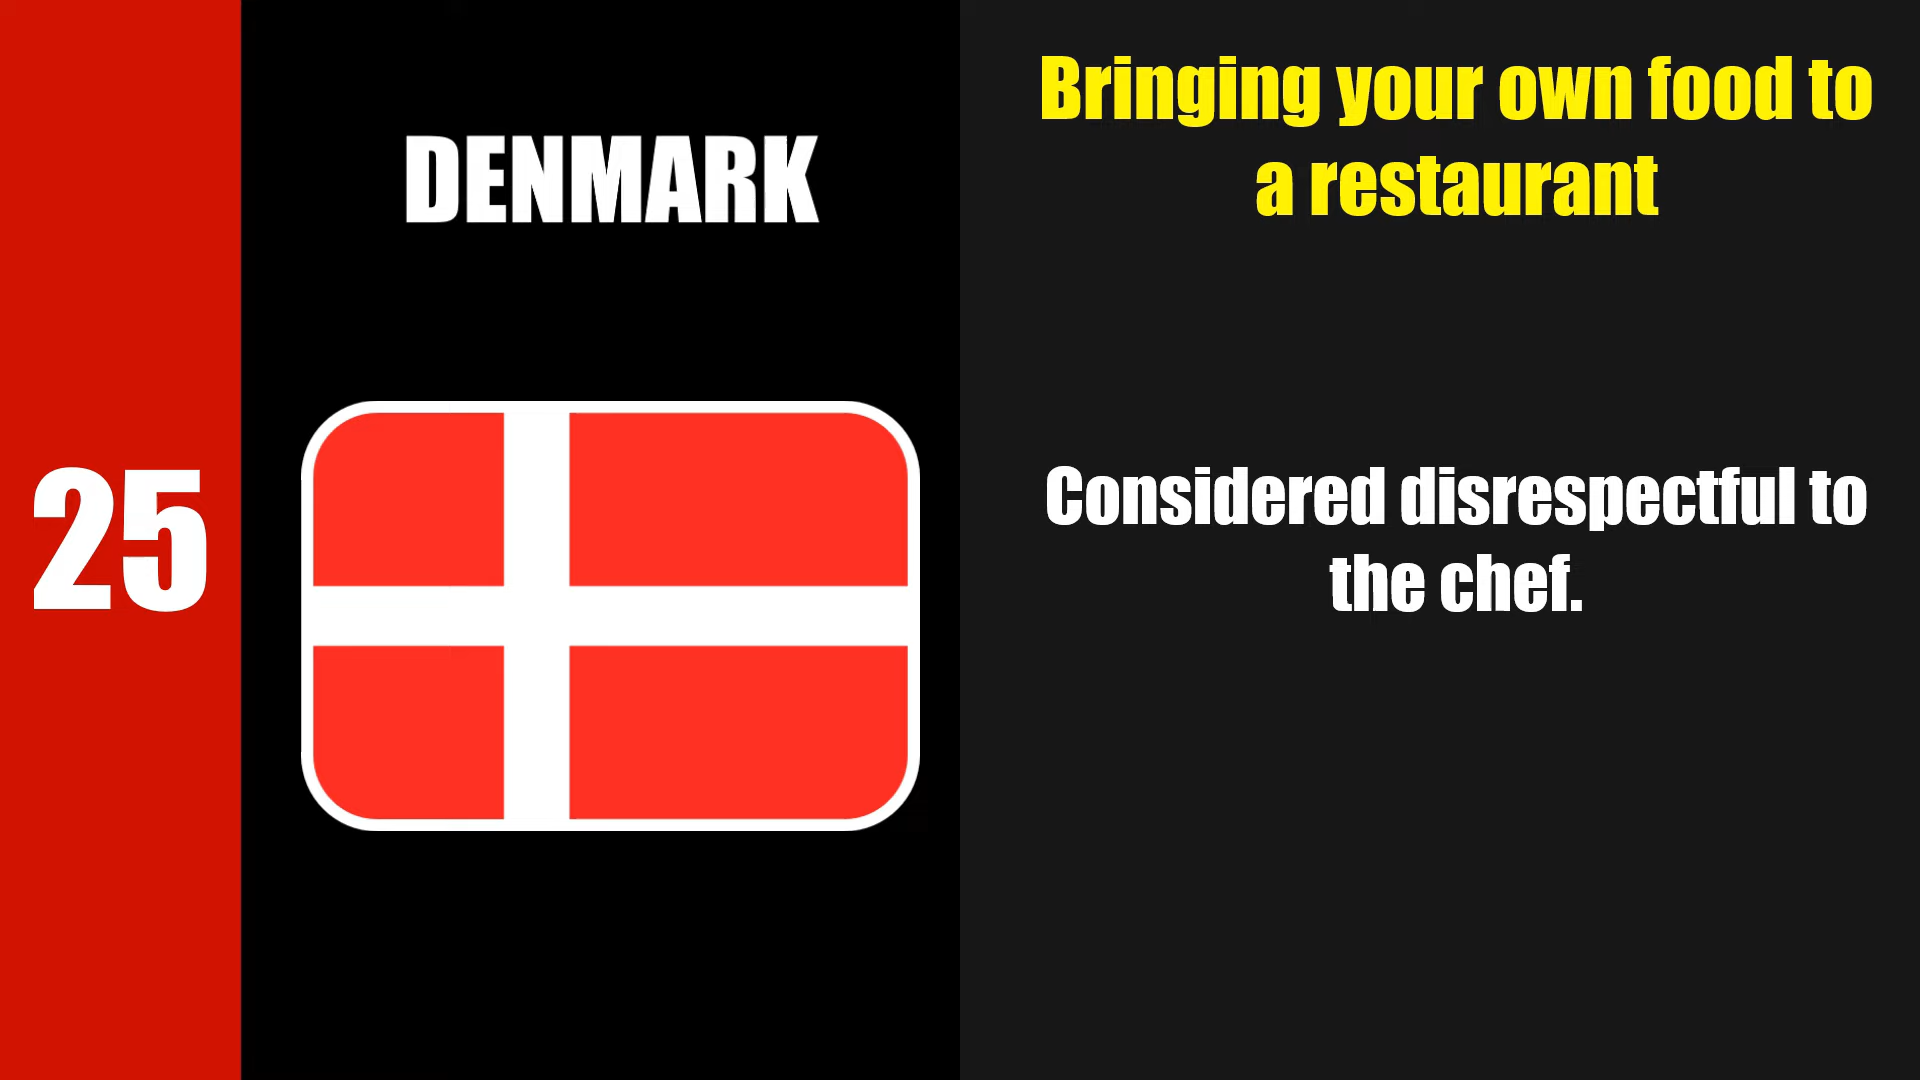 25
DENMARK
Bringing your own food to
a restaurant
Considered disrespectful to
the chef.